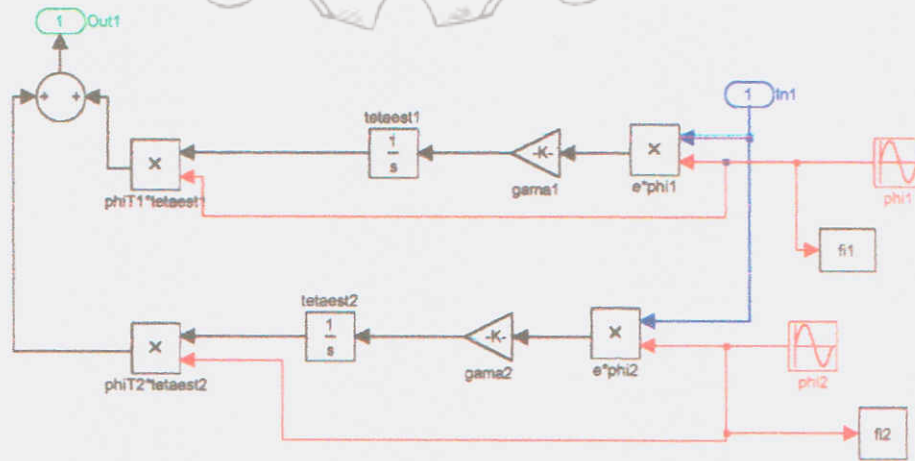 1 Out1
1 In1
+ +
tetaest1
1
s
-K-
×
×
phiT1*tetaest1
gama1
e*phi1
phi1
fi1
tetaest2
1
s
-K-
×
×
phiT2*tetaest2
gama2
e*phi2
phi2
fi2